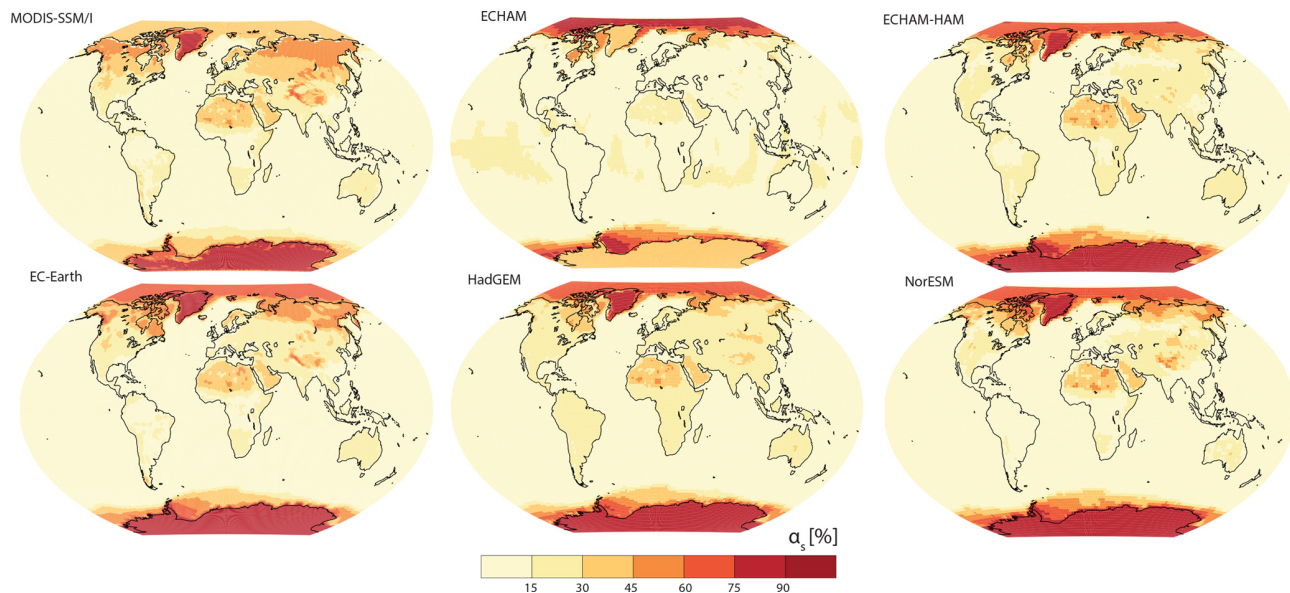 MODIS-SSM/I
ECHAM
ECHAM-HAM
EC-Earth
HadGEM
NorESM
αs [%]
15 30 45 60 75 90